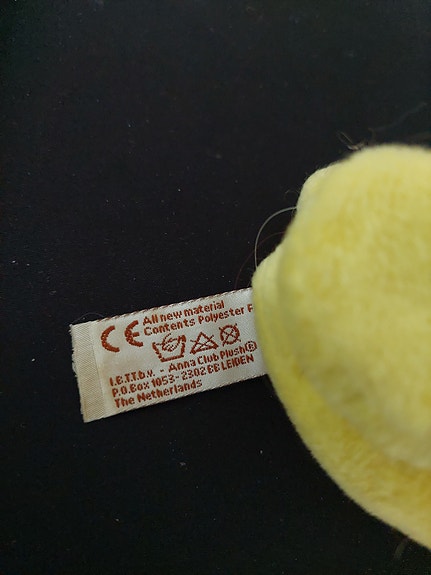 CE
All new material
Contents Polyester
I.B.T.T.b.v. - Anna Club Plush®
P.O.Box 1053-2302 BB LEIDEN
The Netherlands